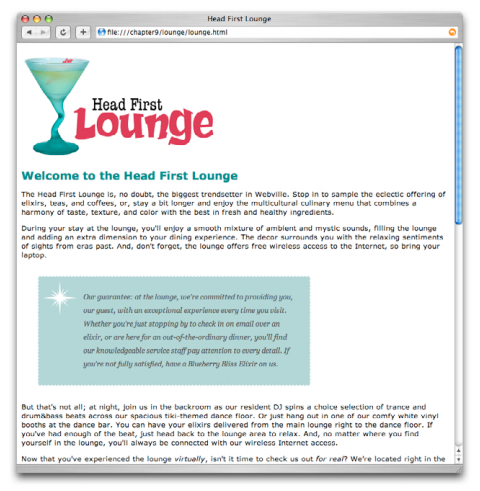 Head First Lounge
file:///chapter9/lounge/lounge.html
Head First
Lounge
Welcome to the Head First Lounge
The Head First Lounge is, no doubt, the biggest trendsetter in Webville. Stop in to sample the eclectic offering of
elixirs, teas, and coffees, or, stay a bit longer and enjoy the multicultural culinary menu that combines a
harmony of taste, texture, and color with the best in fresh and healthy ingredients.
During your stay at the lounge, you'll enjoy a smooth mixture of ambient and mystic sounds, filling the lounge
and adding an extra dimension to your dining experience. The decor surrounds you with the relaxing sentiments
of sights from eras past. And, don't forget, the lounge offers free wireless access to the Internet, so bring your
laptop.
Our guarantee: at the lounge, we're committed to providing you,
our guest, with an exceptional experience every time you visit.
Whether you're just stopping by to check in on email over an
elixir, or are here for an out-of-the-ordinary dinner, you'll find
our knowledgeable service staff pay attention to every detail. If
you're not fully satisfied, have a Blueberry Bliss Elixir on us.
But that's not all; at night, join us in the backroom as our resident DJ spins a choice selection of trance and
drum&bass beats across our spacious tiki-themed dance floor. Or just hang out in one of our comfy white vinyl
booths at the dance bar. You can have your elixirs delivered from the main lounge right to the dance floor. If
you've had enough of the beat, just head back to the lounge area to relax. And, no matter where you find
yourself in the lounge, you'll always be connected with our wireless Internet access.
Now that you've experienced the lounge virtually, isn't it time to check us out for real? We're located right in the